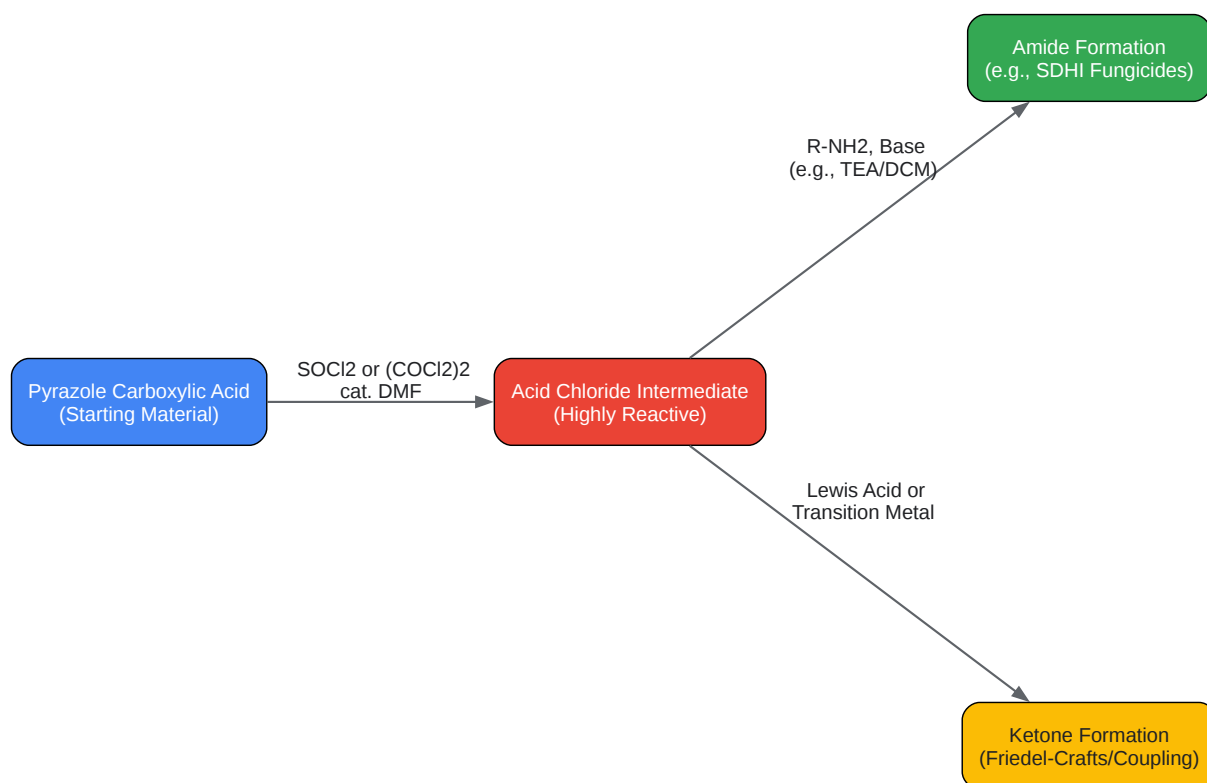 Amide Formation
(e.g., SDHI Fungicides)
R-NH2, Base
(e.g., TEA/DCM)
Pyrazole Carboxylic Acid
(Starting Material)
SOCl2 or (COCl2)2
cat. DMF
Acid Chloride Intermediate
(Highly Reactive)
Lewis Acid or
Transition Metal
Ketone Formation
(Friedel-Crafts/Coupling)